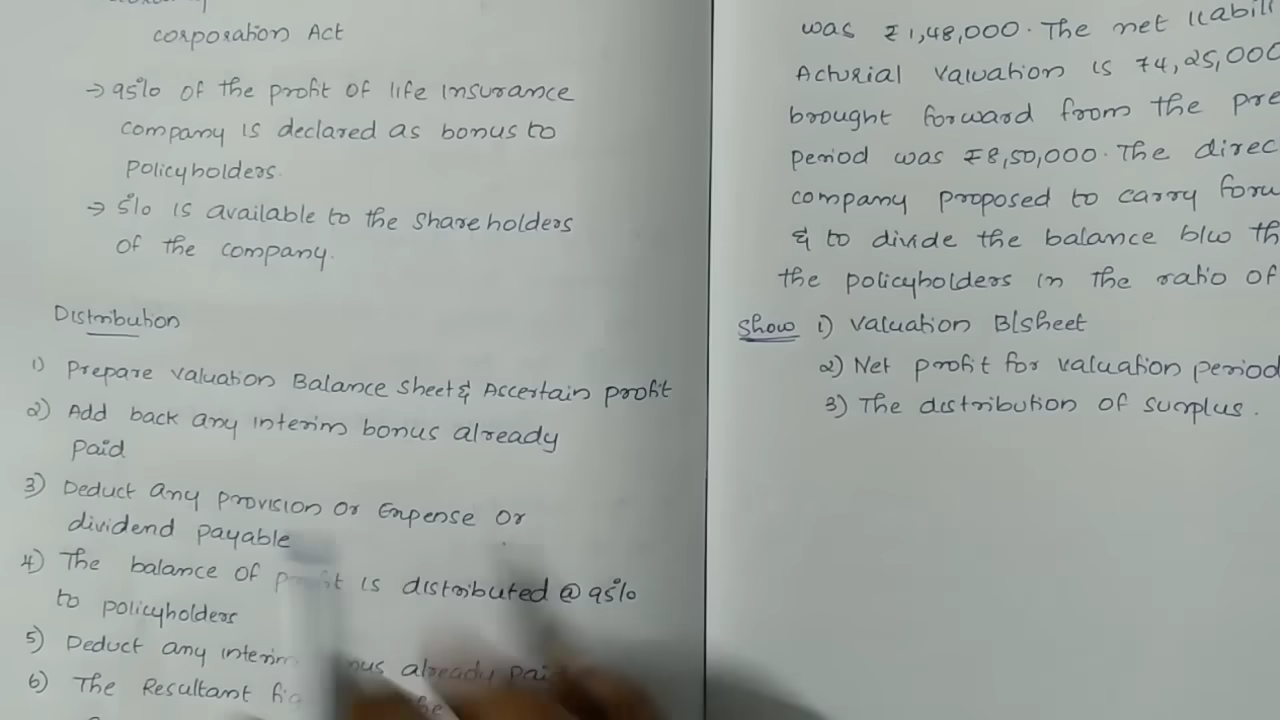 corporation Act
→ 95% of the profit of life insurance
company is declared as bonus to
policyholders.
→ 5% is available to the shareholders
of the company.
Distribution
1) Prepare valuation Balance sheet & Ascertain profit
2) Add back any interim bonus already
paid
3) Deduct any provision or Expense or
dividend payable
4) The balance of profit is distributed @ 95%
to policyholders
5) Deduct any interim bonus already paid
6) The Resultant
was ₹1,48,000. The net liabili
Acturial valuation is ₹4,25,000
brought forward from the pre
period was ₹8,50,000. The direc
company proposed to carry forw
& to divide the balance b/w th
the policyholders in the ratio of
Show 1) valuation B/sheet
2) Net profit for valuation period
3) The distribution of surplus.